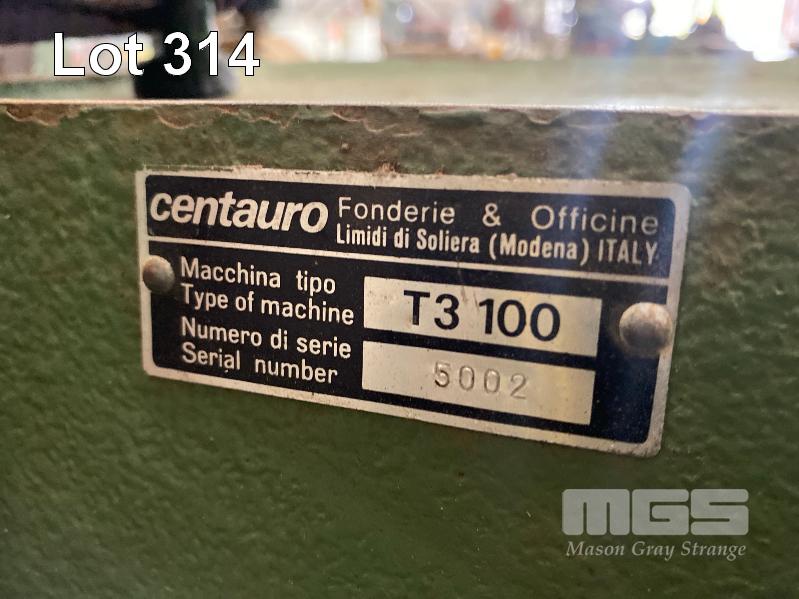 Lot 314
centauro Fonderie & Officine
Limidi di Soliera (Modena) ITALY
Macchina tipo
Type of machine
T3 100
Numero di serie
Serial number
5002
MGS
Mason Gray Strange